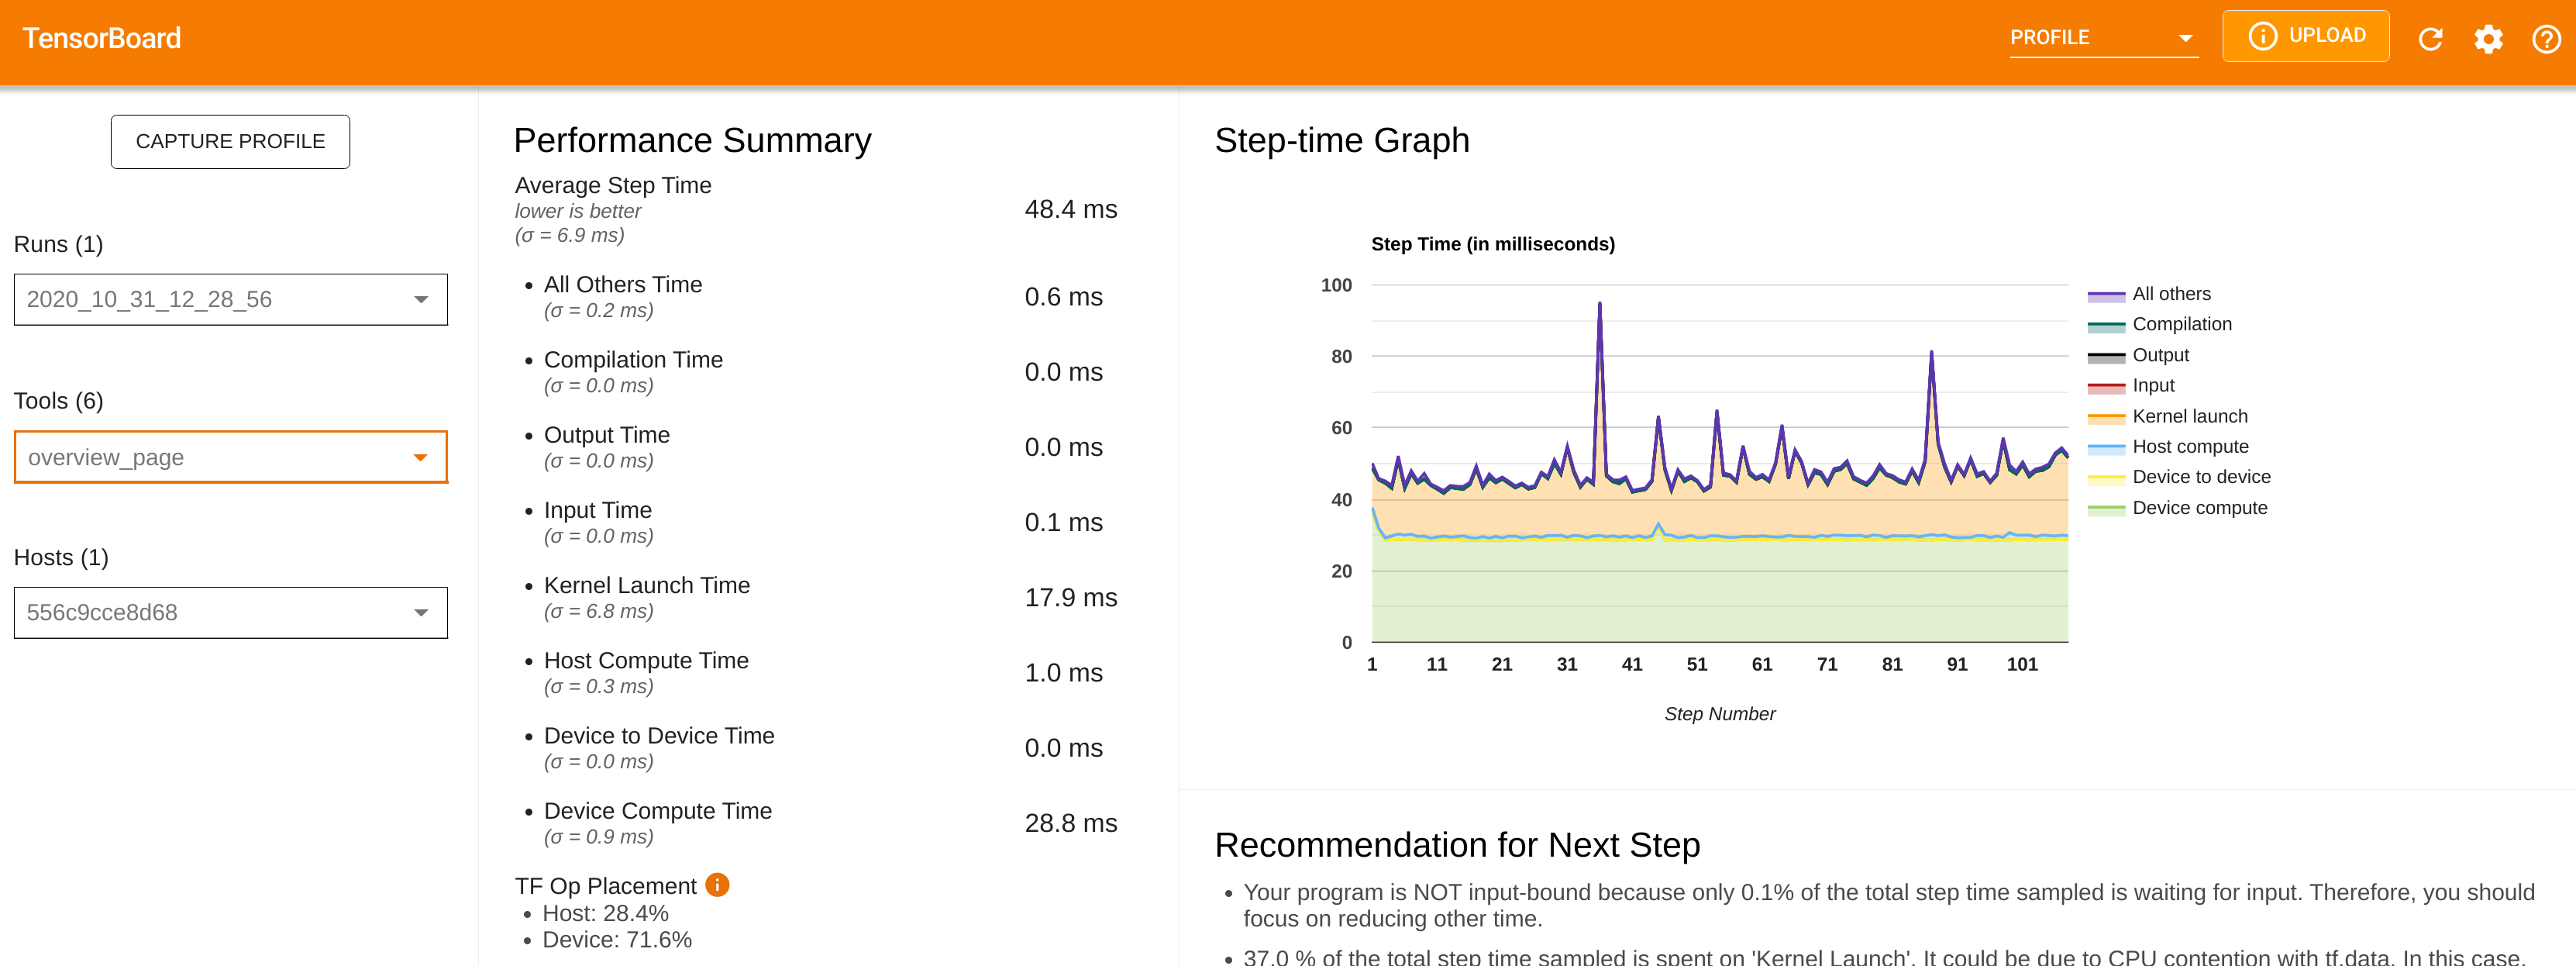 TensorBoard
PROFILE
UPLOAD
CAPTURE PROFILE
Runs (1)
2020_10_31_12_28_56
Tools (6)
overview_page
Hosts (1)
556c9cce8d68
Performance Summary
Average Step Time
lower is better
(σ = 6.9 ms)
48.4 ms
• All Others Time
(σ = 0.2 ms)
0.6 ms
• Compilation Time
(σ = 0.0 ms)
0.0 ms
• Output Time
(σ = 0.0 ms)
0.0 ms
• Input Time
(σ = 0.0 ms)
0.1 ms
• Kernel Launch Time
(σ = 6.8 ms)
17.9 ms
• Host Compute Time
(σ = 0.3 ms)
1.0 ms
• Device to Device Time
(σ = 0.0 ms)
0.0 ms
• Device Compute Time
(σ = 0.9 ms)
28.8 ms
TF Op Placement
• Host: 28.4%
• Device: 71.6%
Step-time Graph
Step Time (in milliseconds)
100
80
60
40
20
0
1 11 21 31 41 51 61 71 81 91 101
Step Number
All others
Compilation
Output
Input
Kernel launch
Host compute
Device to device
Device compute
Recommendation for Next Step
• Your program is NOT input-bound because only 0.1% of the total step time sampled is waiting for input. Therefore, you should
focus on reducing other time.
• 37.0 % of the total step time sampled is spent on 'Kernel Launch'. It could be due to CPU contention with tf.data. In this case,